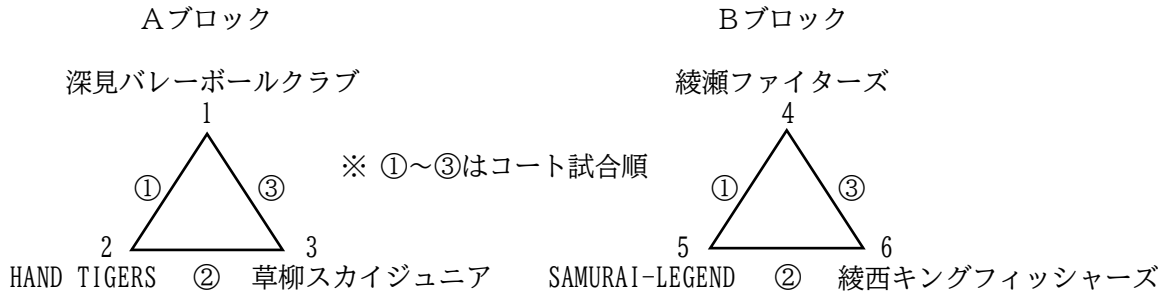 Ａブロック Ｂブロック
深見バレーボールクラブ 綾瀬ファイターズ
1 4
※ ①～③はコート試合順
① ③ ① ③
2 3 5 6
HAND TIGERS ② 草柳スカイジュニア SAMURAI-LEGEND ② 綾西キングフィッシャーズ